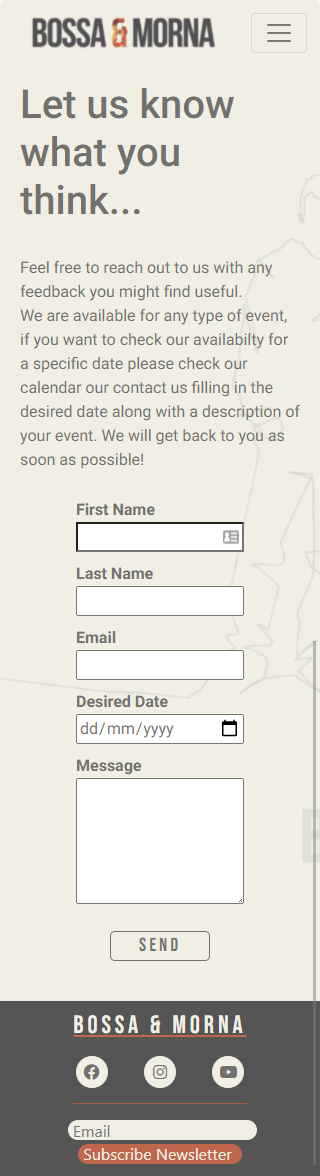 BOSSA & MORNA
Let us know
what you
think...
Feel free to reach out to us with any
feedback you might find useful.
We are available for any type of event,
if you want to check our availabilty for
a specific date please check our
calendar our contact us filling in the
desired date along with a description of
your event. We will get back to you as
soon as possible!
First Name
Last Name
Email
Desired Date
dd/mm/yyyy
Message
SEND
BOSSA & MORNA
Email
Subscribe Newsletter